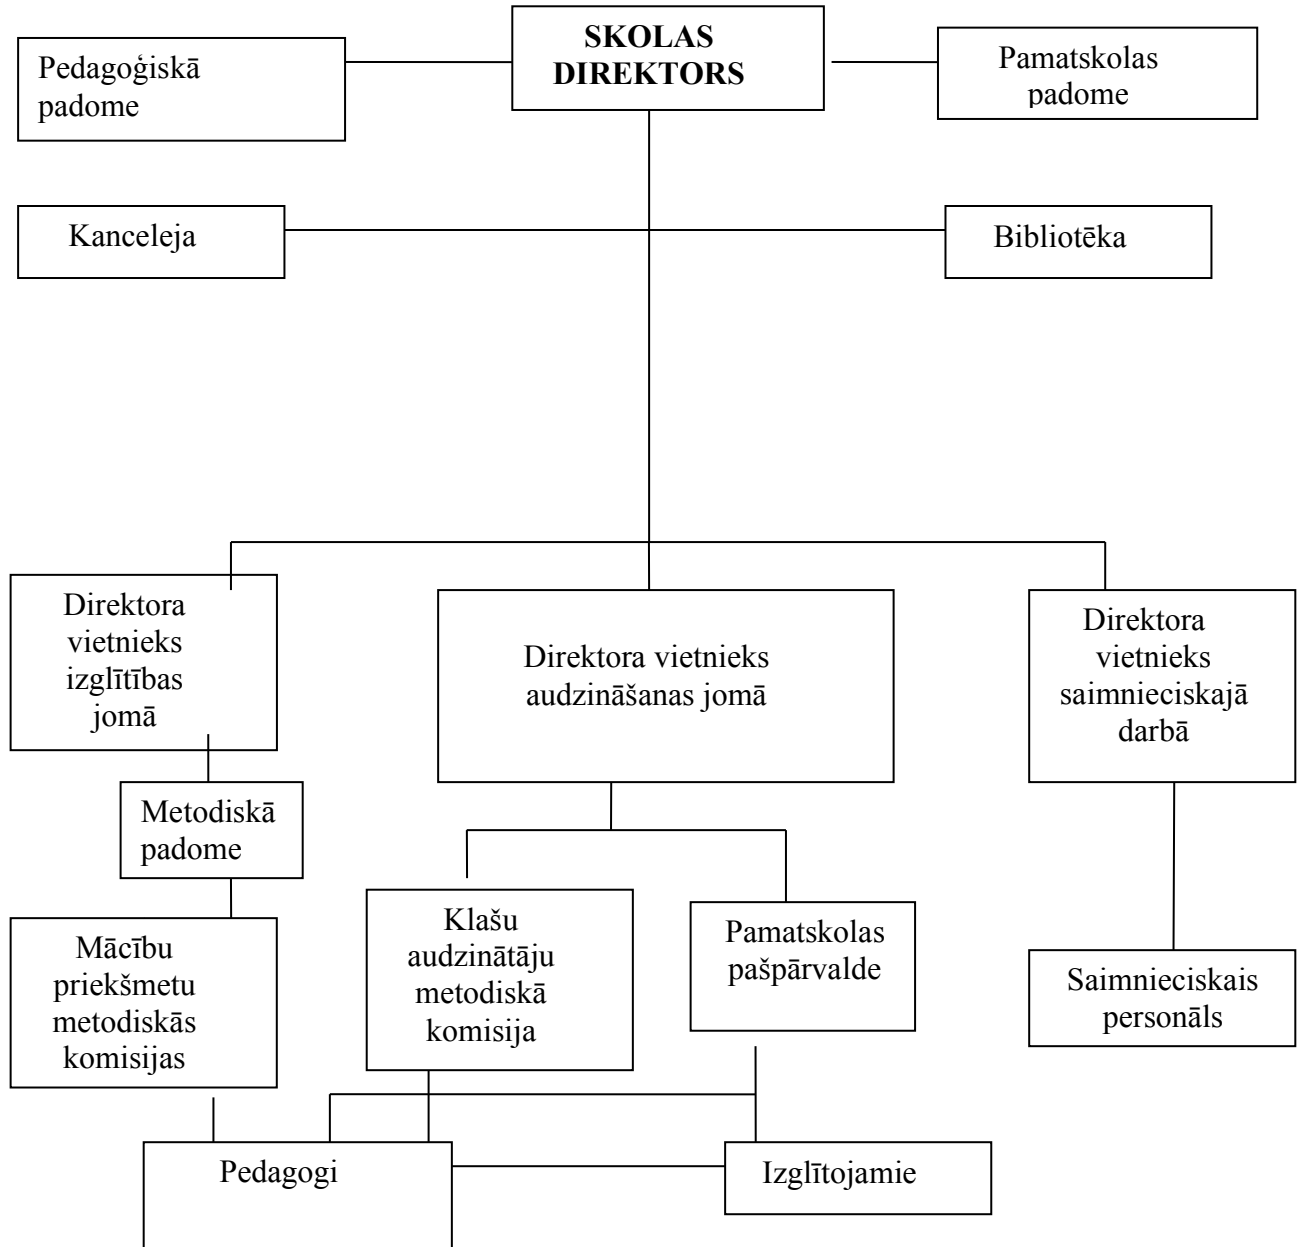 SKOLAS
DIREKTORS
Pedagoģiskā
padome
Pamatskolas
padome
Kanceleja
Bibliotēka
Direktora
vietnieks
izglītības
jomā
Direktora vietnieks
audzināšanas jomā
Direktora
vietnieks
saimnieciskajā
darbā
Metodiskā
padome
Mācību
priekšmetu
metodiskās
komisijas
Klašu
audzinātāju
metodiskā
komisija
Pamatskolas
pašpārvalde
Saimnieciskais
personāls
Pedagogi
Izglītojamie